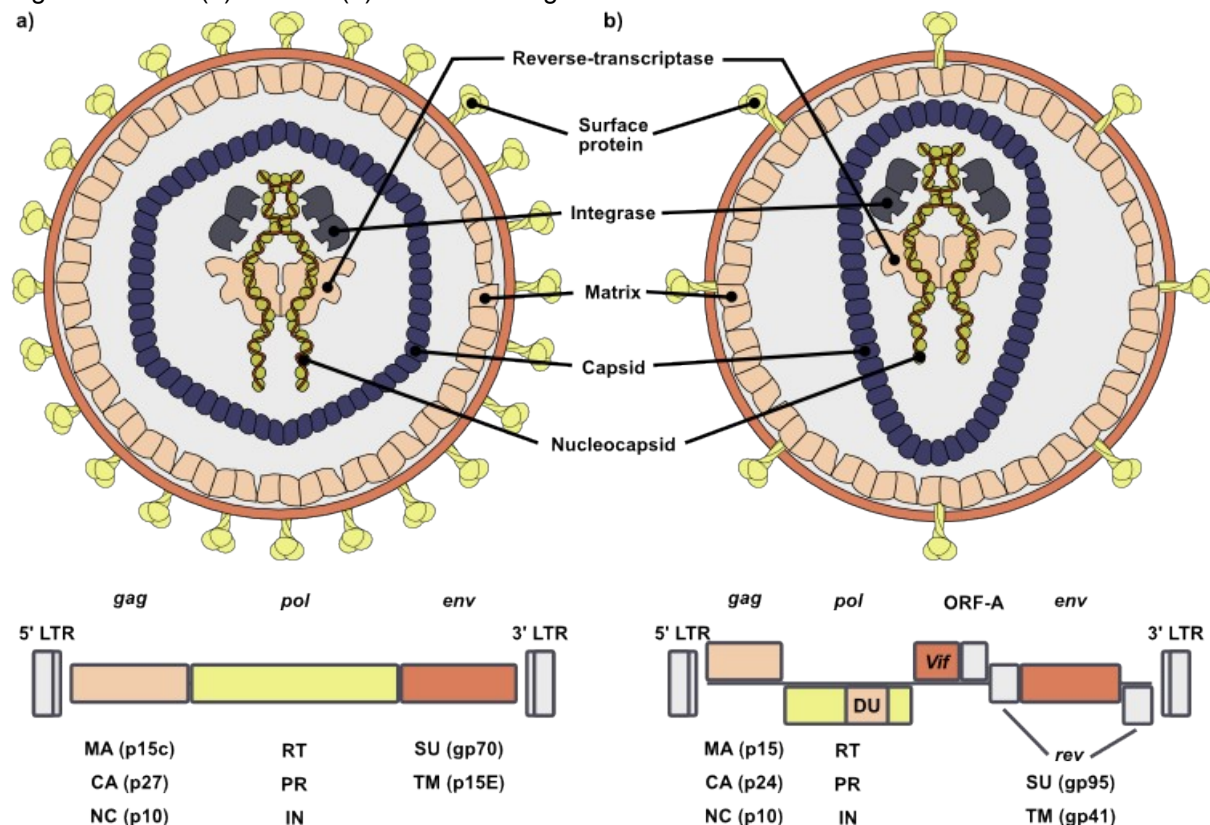 a)
b)
Reverse-transcriptase
Surface
protein
Integrase
Matrix
Capsid
Nucleocapsid
gag pol env
5' LTR 3' LTR
MA (p15c) RT SU (gp70)
CA (p27) PR TM (p15E)
NC (p10) IN
gag pol ORF-A env
5' LTR 3' LTR
Vif
DU
rev
MA (p15) RT
CA (p24) PR SU (gp95)
NC (p10) IN TM (gp41)